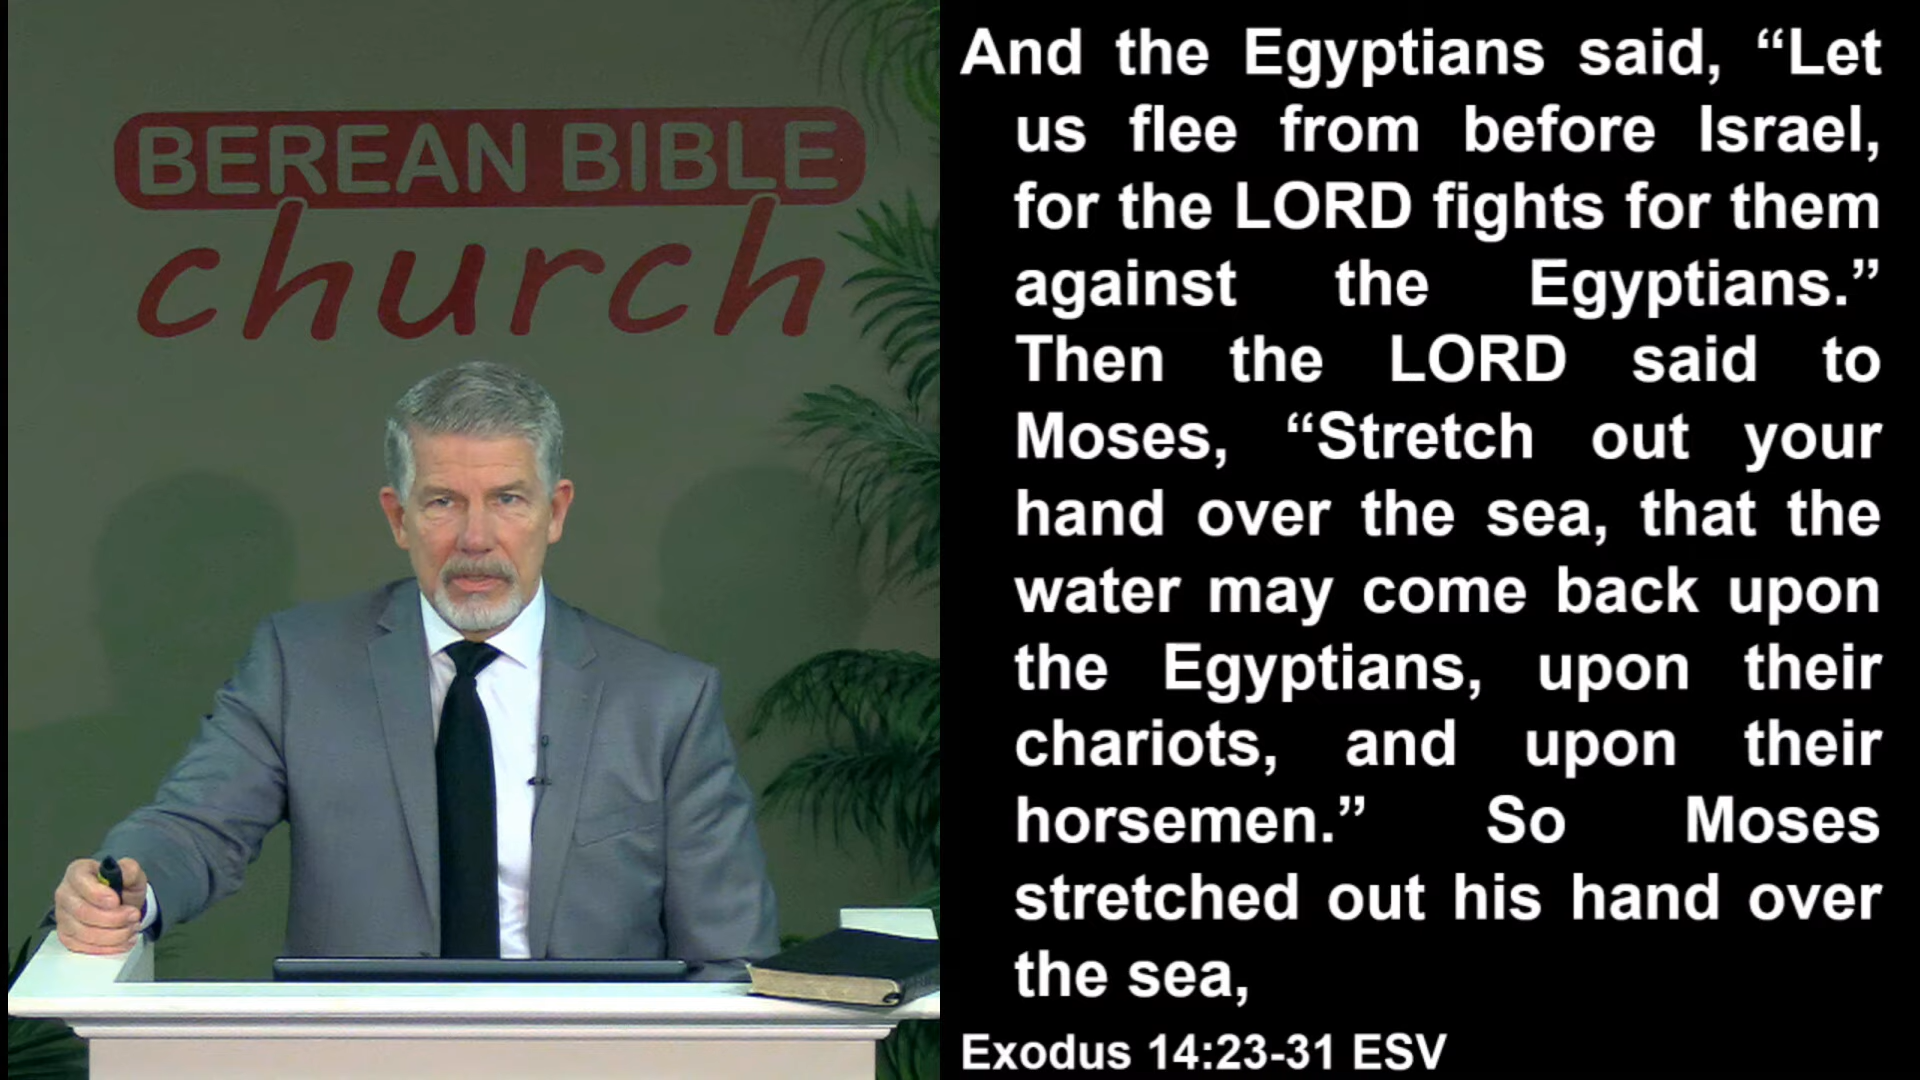 BEREAN BIBLE
church
And the Egyptians said, “Let
us flee from before Israel,
for the LORD fights for them
against the Egyptians.”
Then the LORD said to
Moses, “Stretch out your
hand over the sea, that the
water may come back upon
the Egyptians, upon their
chariots, and upon their
horsemen.” So Moses
stretched out his hand over
the sea,
Exodus 14:23-31 ESV